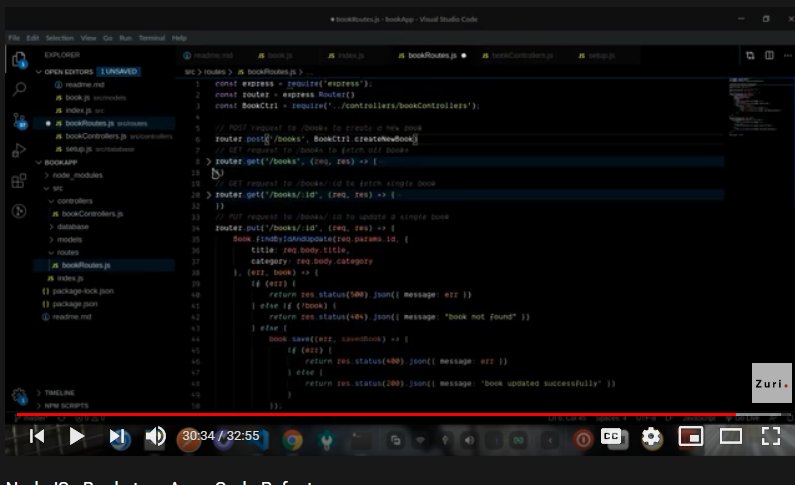 bookRoutes.js - bookApp - Visual Studio Code
File Edit Selection View Go Run Terminal Help
EXPLORER
readme.md book.js index.js bookRoutes.js bookControllers.js setup.js
OPEN EDITORS 1 UNSAVED
src > routes > bookRoutes.js > ...
readme.md
book.js src/models
index.js src
bookRoutes.js src/routes
bookControllers.js src/controllers
setup.js src/database
BOOKAPP
node_modules
src
controllers
bookControllers.js
database
models
routes
bookRoutes.js
index.js
package-lock.json
package.json
readme.md
TIMELINE
NPM SCRIPTS
1 const express = require('express');
2 const router = express.Router()
3 const BookCtrl = require('../controllers/bookControllers');
4
5 // POST request to /books to create a new book
6 router.post('/books', BookCtrl.createNewBook)
7 // GET request to /books to fetch all books
8 router.get('/books', (req, res) => {
18 })
19 // GET request to /books/:id to fetch single book
20 router.get('/books/:id', (req, res) => {
32 })
33 // PUT request to /books/:id to update a single book
34 router.put('/books/:id', (req, res) => {
35 Book.findByIdAndUpdate(req.params.id, {
36 title: req.body.title,
37 category: req.body.category
38 }, (err, book) => {
39 if (err) {
40 return res.status(500).json({ message: err })
41 } else if (!book) {
42 return res.status(404).json({ message: "book not found" })
43 } else {
44 book.save((err, savedBook) => {
45 if (err) {
46 return res.status(400).json({ message: err })
47 } else {
48 return res.status(200).json({ message: 'book updated successfully' })
49 }
50 });
Zuri.
30:34 / 32:55
CC